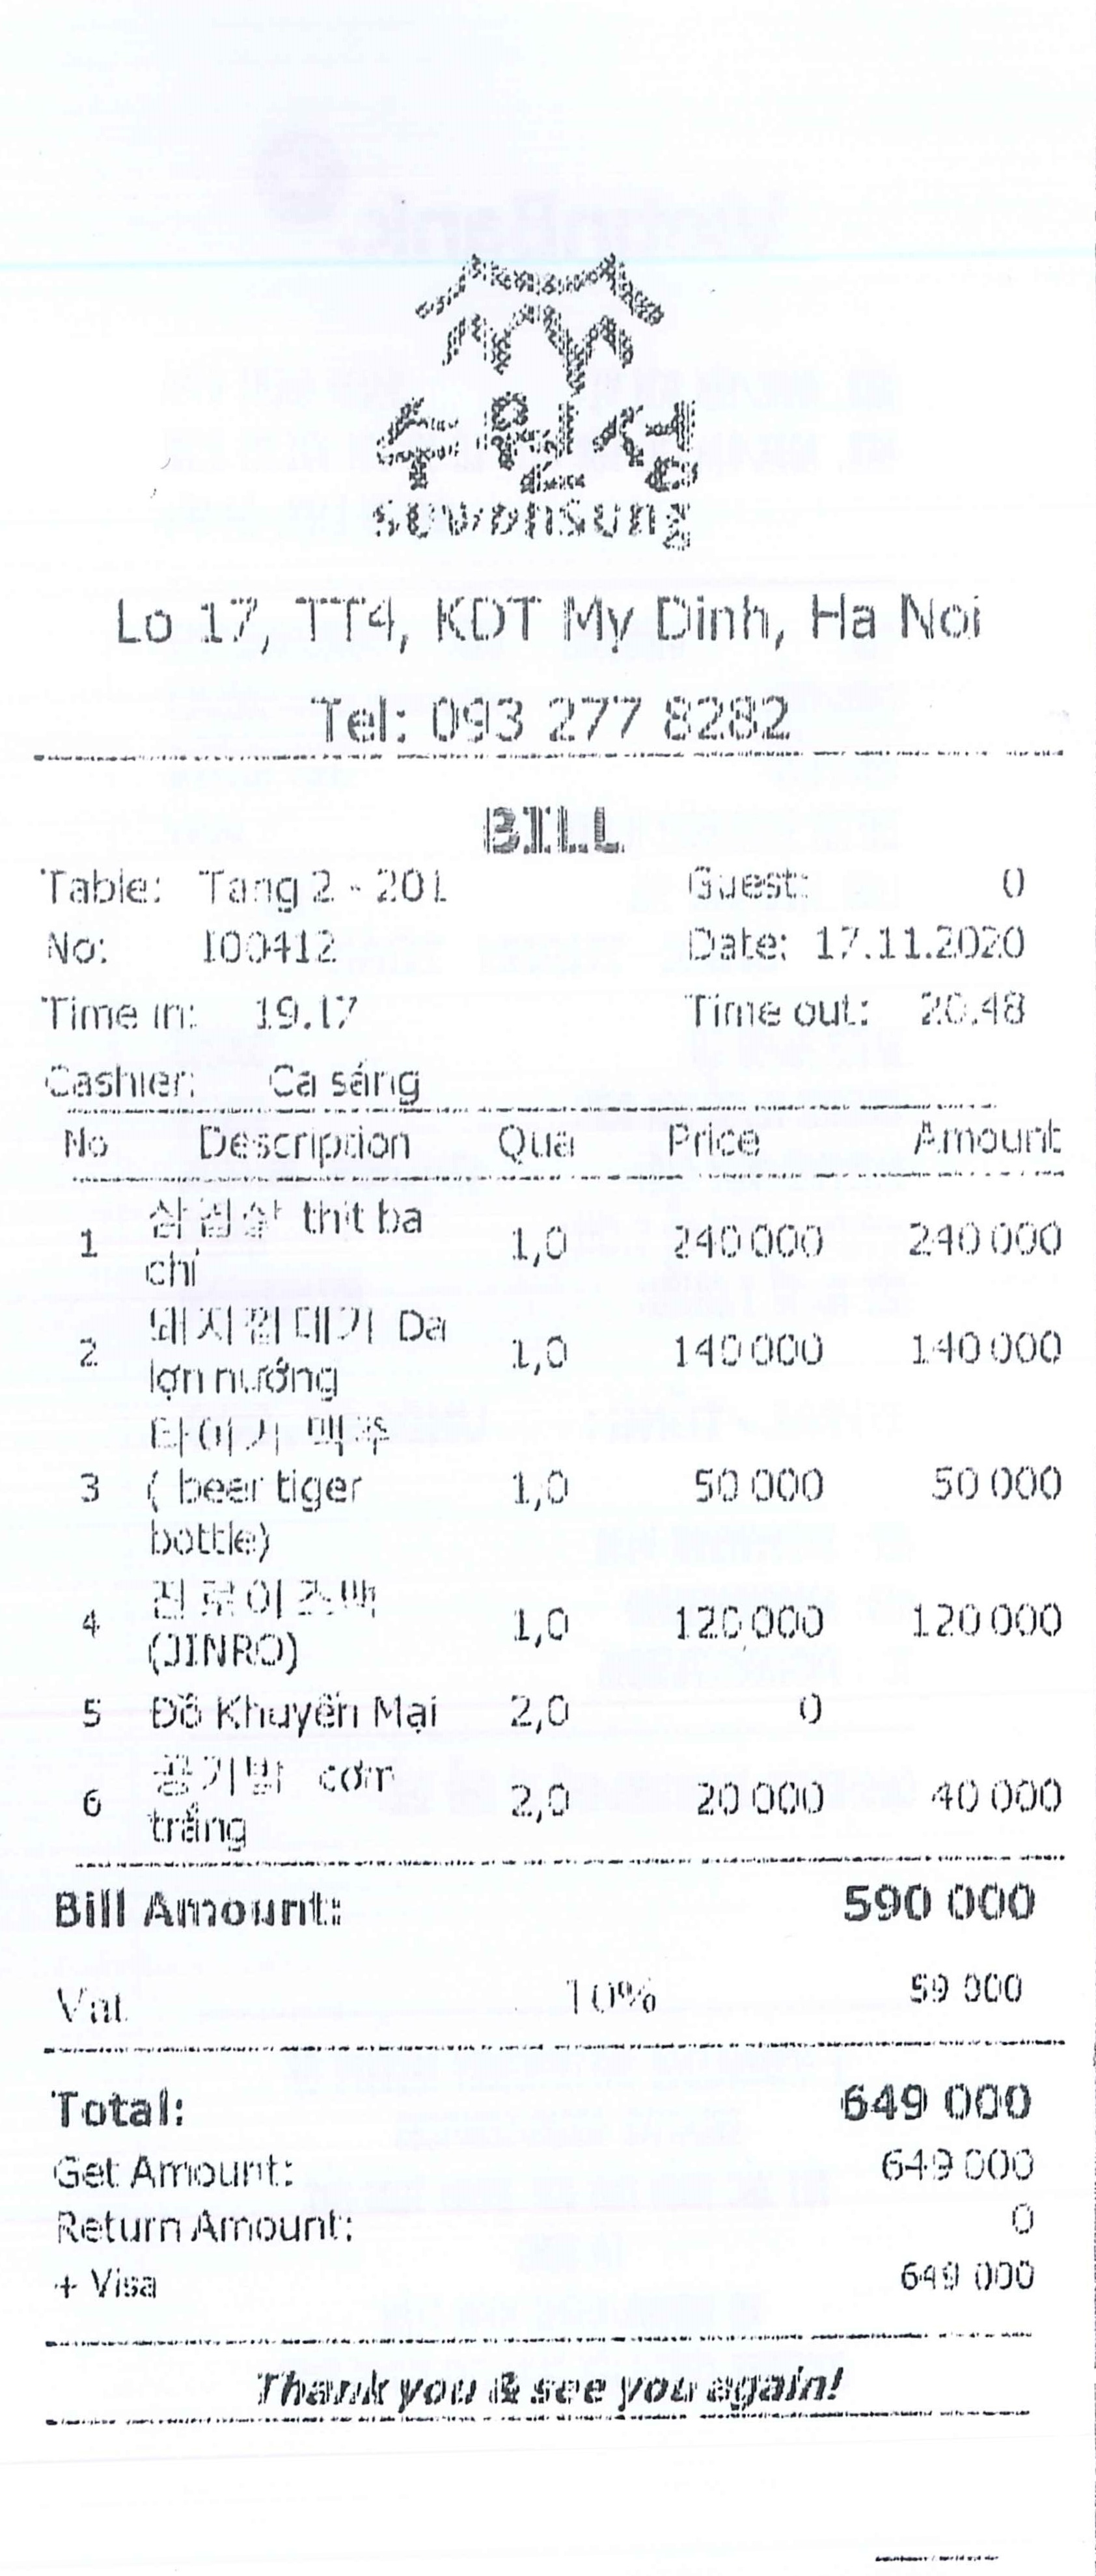 수원성
suwonsung
Lo 17, TT4, KDT My Dinh, Ha Noi
Tel: 093 277 8282
BILL
Table: Tang 2 - 201 Guest: 0
No: 100412 Date: 17.11.2020
Time in: 19.17 Time out: 20.48
Cashier: Ca sáng
No Description Qua Price Amount
삼겹살 thit ba
1 1,0 240 000 240 000
chỉ
돼지껍데기 Da
2 1,0 140 000 140 000
lợn nướng
타이거 맥주
3 ( beer tiger 1,0 50 000 50 000
bottle)
4 1,0 120 000 120 000
(JINRO)
5 Đồ Khuyến Mại 2,0 0
공기밥 cơm
6 2,0 20 000 40 000
trắng
Bill Amount: 590 000
Vat 10% 59 000
Total: 649 000
Get Amount: 649 000
Return Amount: 0
+ Visa 649 000
Thank you & see you again!